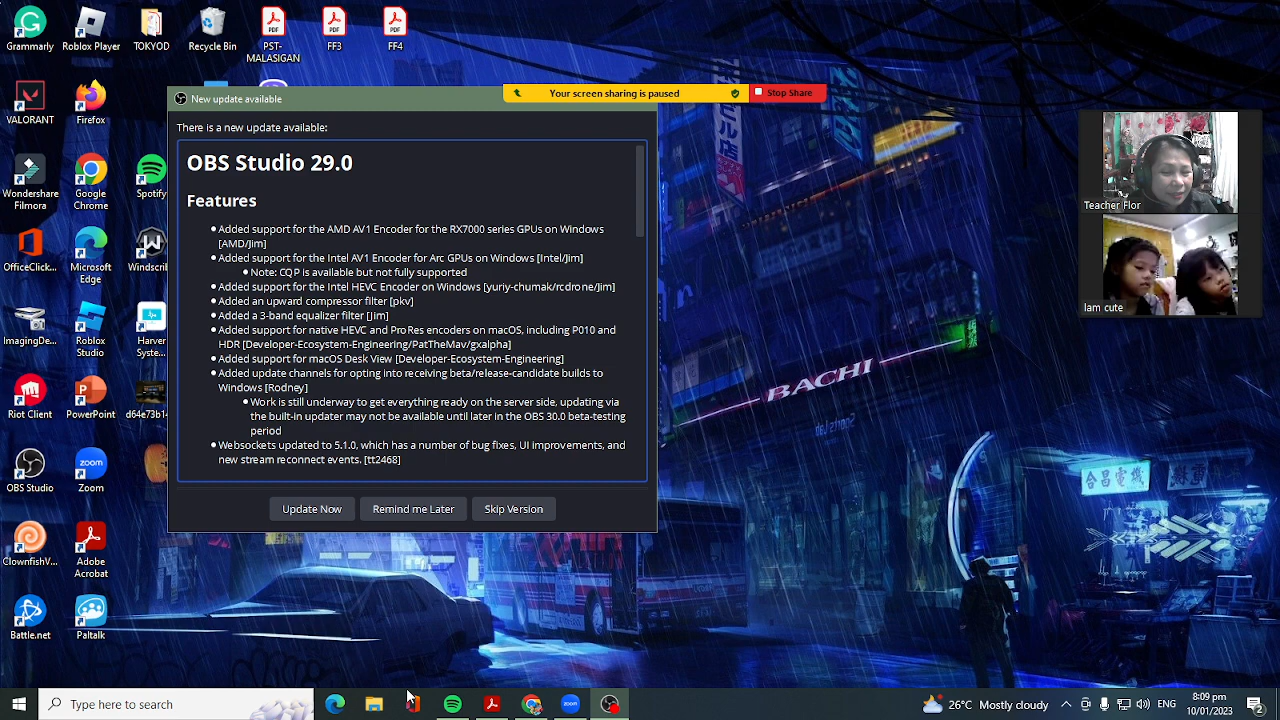 Grammarly
Roblox Player
TOKYOD
Recycle Bin
PST-
MALASIGAN
FF3
FF4
PDF
PDF
PDF
VALORANT
Firefox
Wondershare
Filmora
Google
Chrome
Spotify
OfficeClick...
Microsoft
Edge
Windscri
ImagingDe...
Roblox
Studio
Harver
Syste...
Riot Client
PowerPoint
d64e73b14
OBS Studio
Zoom
zoom
ClownfishV...
Adobe
Acrobat
Battle.net
Paltalk
New update available
There is a new update available:
OBS Studio 29.0
Features
Added support for the AMD AV1 Encoder for the RX7000 series GPUs on Windows
[AMD/Jim]
Added support for the Intel AV1 Encoder for Arc GPUs on Windows [Intel/Jim]
Note: CQP is available but not fully supported
Added support for the Intel HEVC Encoder on Windows [yuriy-chumak/rcdrone/Jim]
Added an upward compressor filter [pkv]
Added a 3-band equalizer filter [Jim]
Added support for native HEVC and ProRes encoders on macOS, including P010 and
HDR [Developer-Ecosystem-Engineering/PatTheMav/gxalpha]
Added support for macOS Desk View [Developer-Ecosystem-Engineering]
Added update channels for opting into receiving beta/release-candidate builds to
Windows [Rodney]
Work is still underway to get everything ready on the server side, updating via
the built-in updater may not be available until later in the OBS 30.0 beta-testing
period
Websockets updated to 5.1.0, which has a number of bug fixes, UI improvements, and
new stream reconnect events. [tt2468]
Update Now
Remind me Later
Skip Version
Your screen sharing is paused
Stop Share
Teacher Flor
Iam cute
BACHI
合昌電機
Type here to search
zoom
26°C Mostly cloudy
ENG
8:09 pm
10/01/2023
2